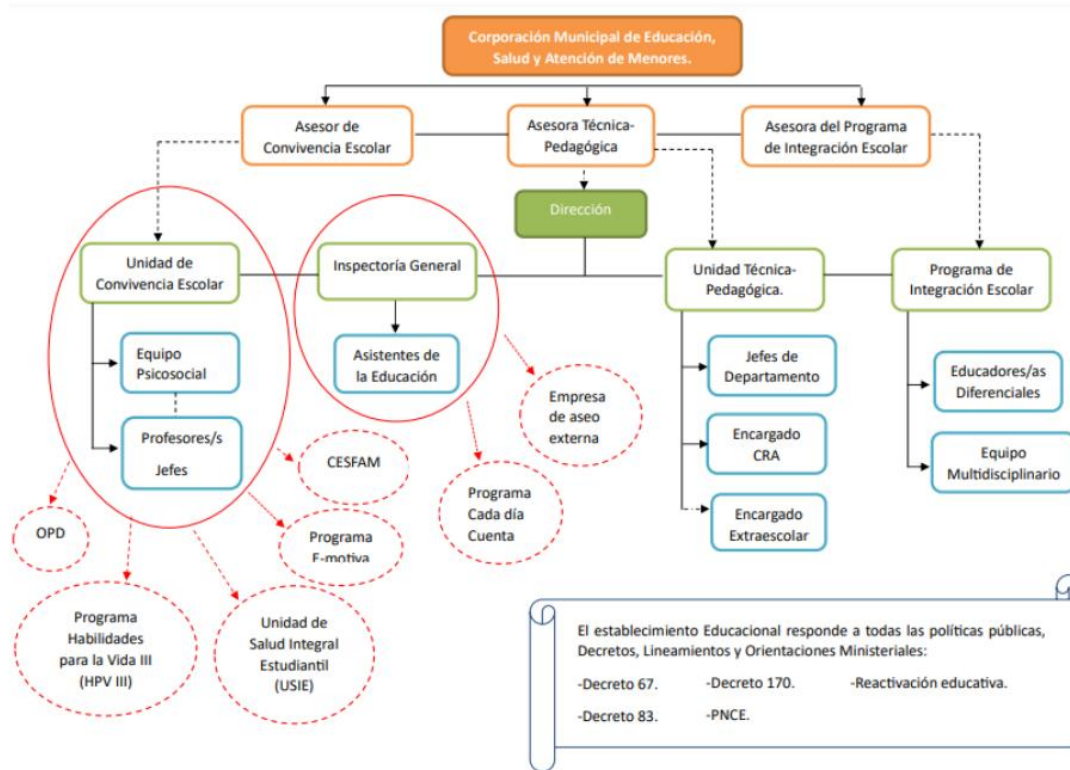 Corporación Municipal de Educación,
Salud y Atención de Menores.
Asesor de
Convivencia Escolar
Asesora Técnica-
Pedagógica
Asesora del Programa
de Integración Escolar
Dirección
Unidad de
Convivencia Escolar
Inspectoría General
Unidad Técnica-
Pedagógica.
Programa de
Integración Escolar
Equipo
Psicosocial
Asistentes de
la Educación
Jefes de
Departamento
Educadores/as
Diferenciales
Profesores/s
Jefes
Empresa
de aseo
externa
Encargado
CRA
Equipo
Multidisciplinario
CESFAM
Programa
Cada día
Cuenta
Encargado
Extraescolar
OPD
Programa
E-motiva
Programa
Habilidades
para la Vida III
(HPV III)
Unidad de
Salud Integral
Estudiantil
(USIE)
El establecimiento Educacional responde a todas las políticas públicas,
Decretos, Lineamientos y Orientaciones Ministeriales:
-Decreto 67. -Decreto 170. -Reactivación educativa.
-Decreto 83. -PNCE.